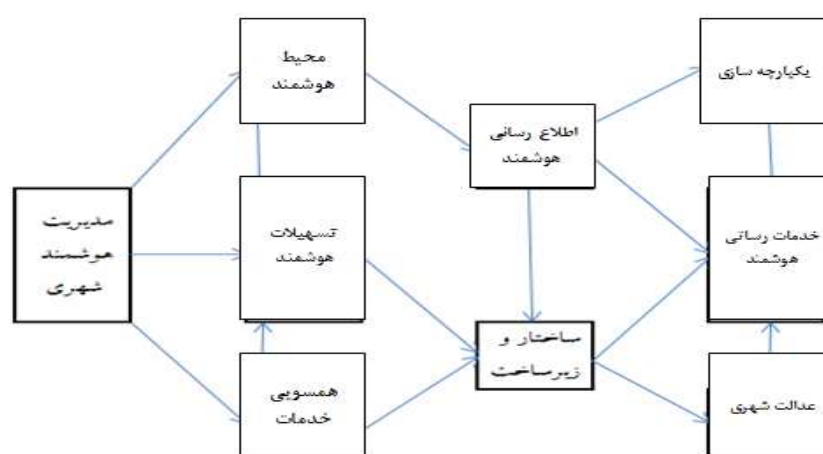 محیط
هوشمند
یکپارچه سازی
اطلاع رسانی
هوشمند
مدیریت
هوشمند
شهری
تسهیلات
هوشمند
خدمات رسانی
هوشمند
ساختار و
زیرساخت
همسویی
خدمات
عدالت شهری